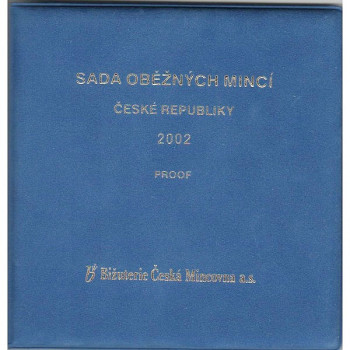 SADA OBĚŽNÝCH MINCÍ
ČESKÉ REPUBLIKY
2002
PROOF
Bižuterie Česká Mincovna a.s.